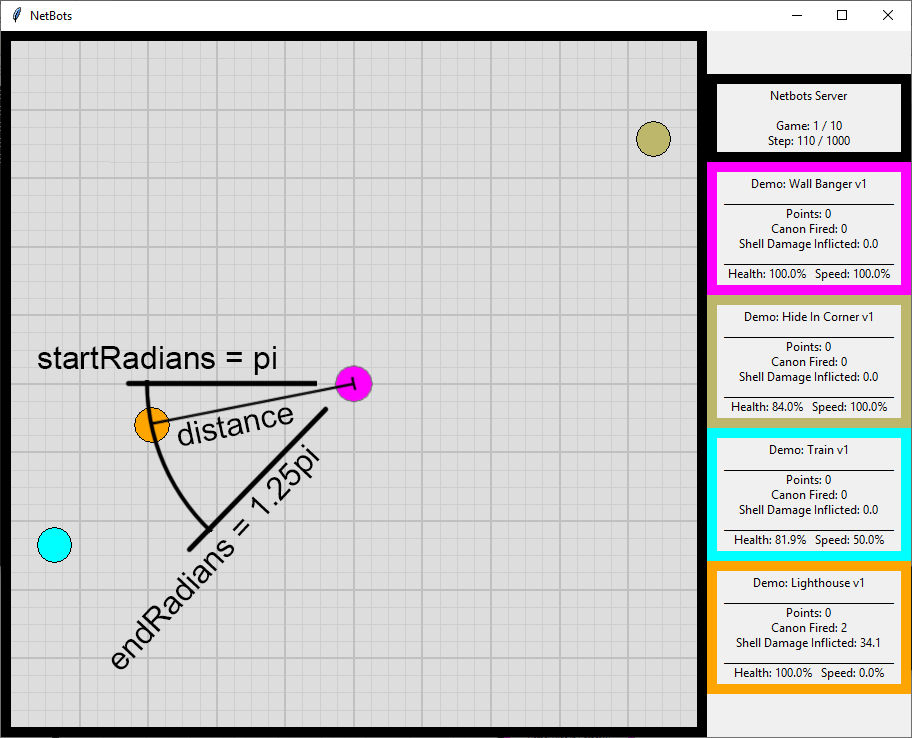 NetBots
startRadians = pi
distance
endRadians = 1.25pi
Netbots Server
Game: 1 / 10
Step: 110 / 1000
Demo: Wall Banger v1
Points: 0
Canon Fired: 0
Shell Damage Inflicted: 0.0
Health: 100.0% Speed: 100.0%
Demo: Hide In Corner v1
Points: 0
Canon Fired: 0
Shell Damage Inflicted: 0.0
Health: 84.0% Speed: 100.0%
Demo: Train v1
Points: 0
Canon Fired: 0
Shell Damage Inflicted: 0.0
Health: 81.9% Speed: 50.0%
Demo: Lighthouse v1
Points: 0
Canon Fired: 2
Shell Damage Inflicted: 34.1
Health: 100.0% Speed: 0.0%